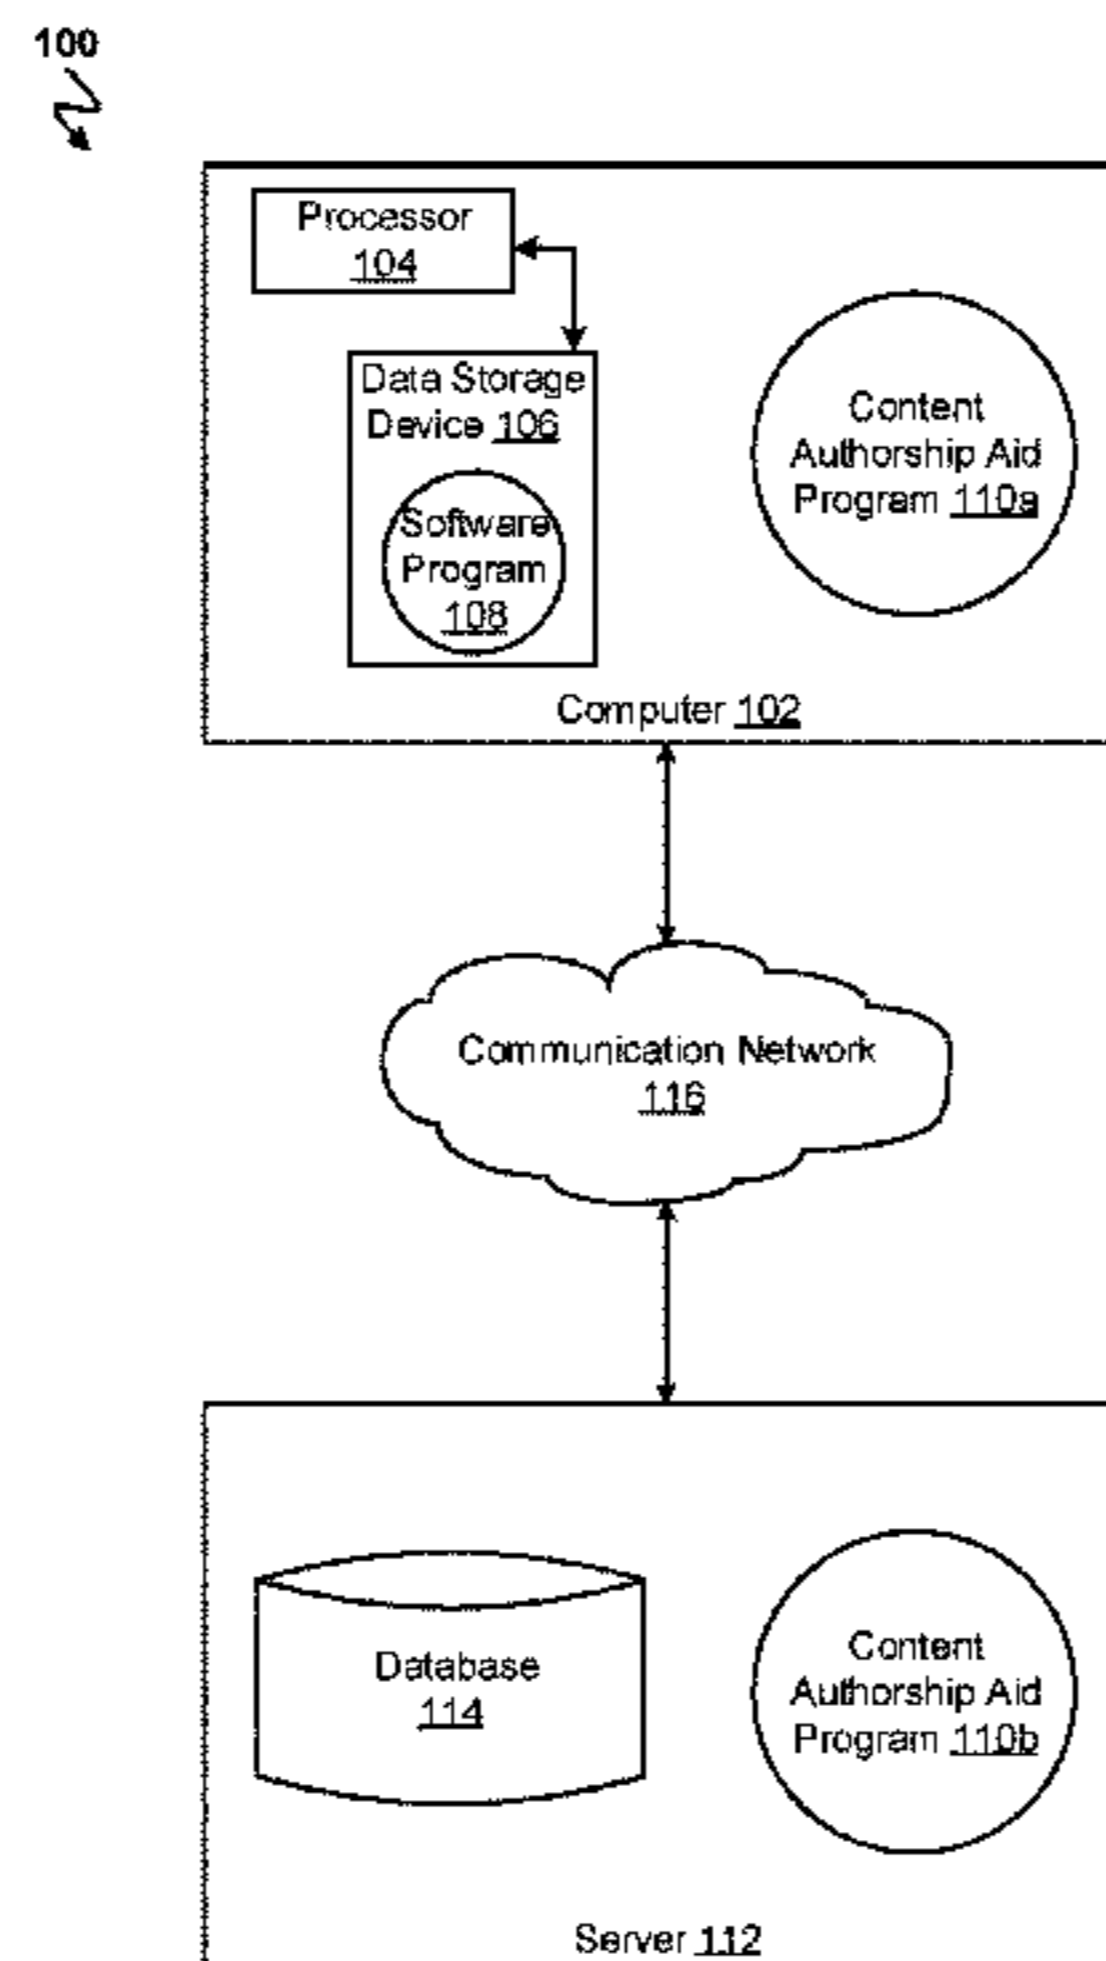 100
Processor
104
Data Storage
Device 106
Software
Program
108
Content
Authorship Aid
Program 110a
Computer 102
Communication Network
116
Database
114
Content
Authorship Aid
Program 110b
Server 112